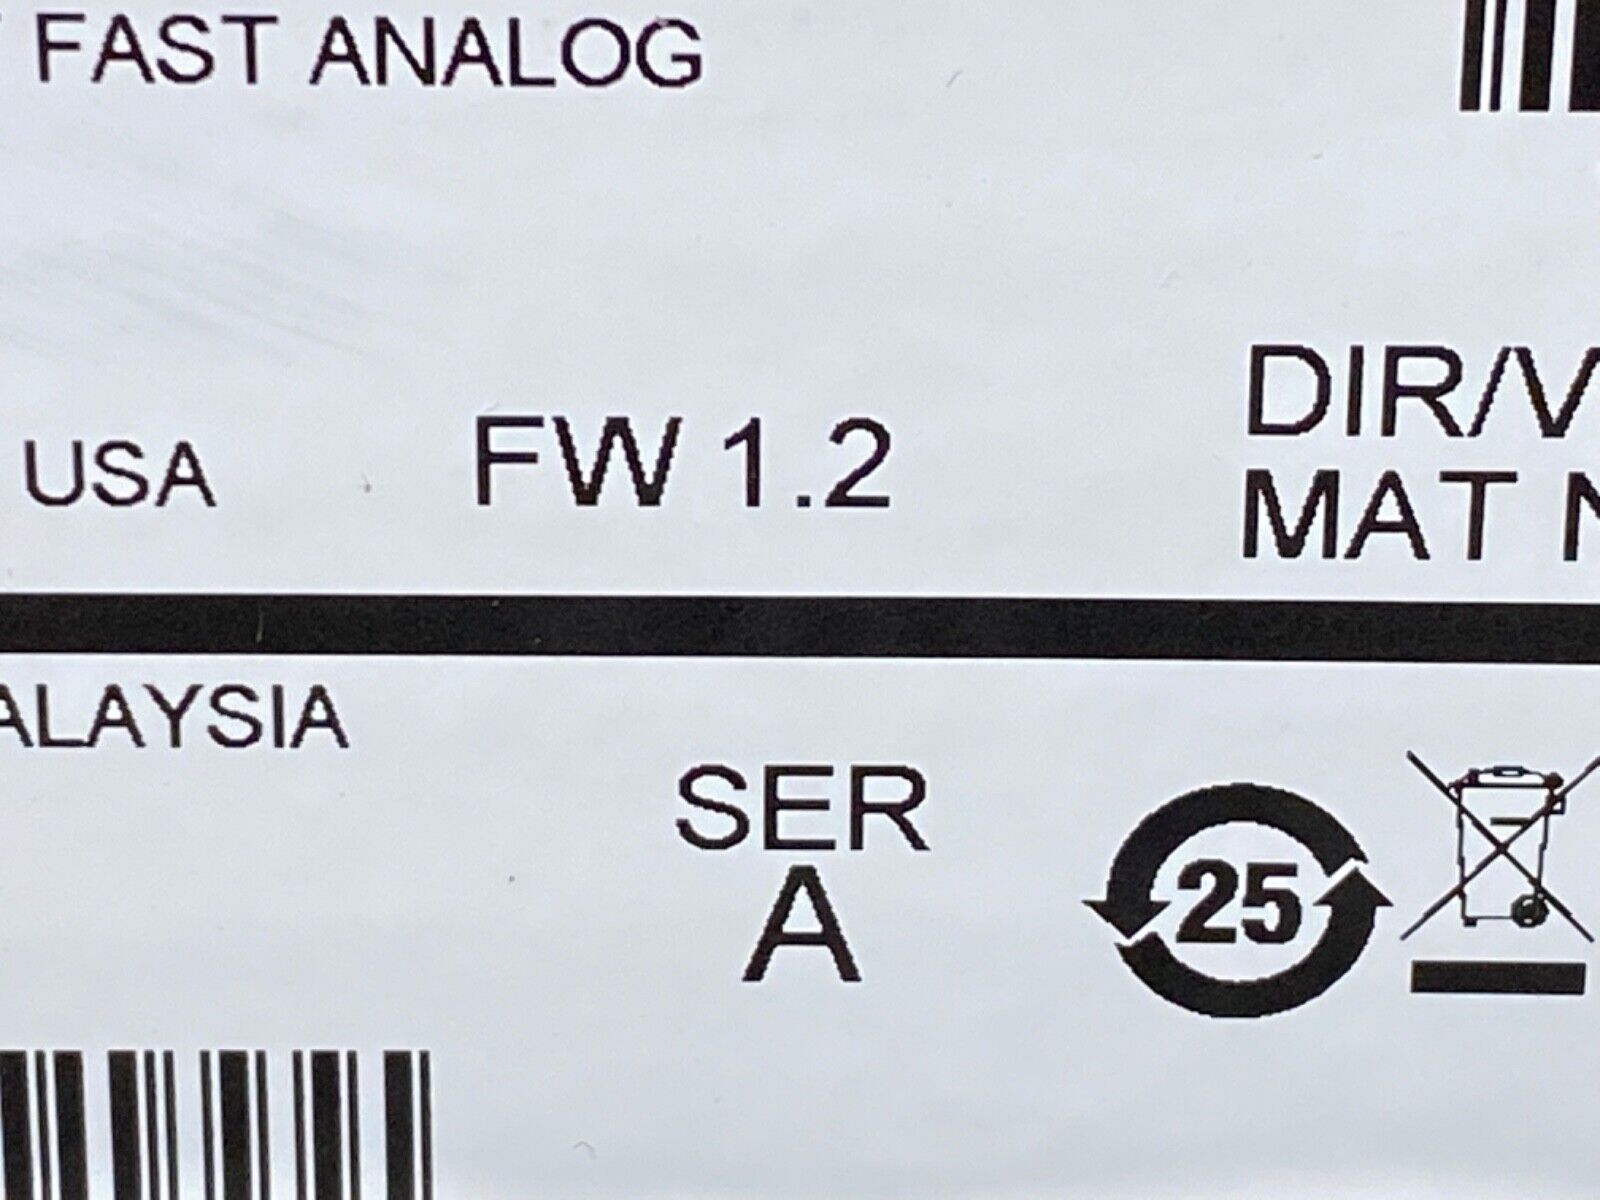 FAST ANALOG
DIR/V
USA FW 1.2
MAT N
ALAYSIA
SER
A
25